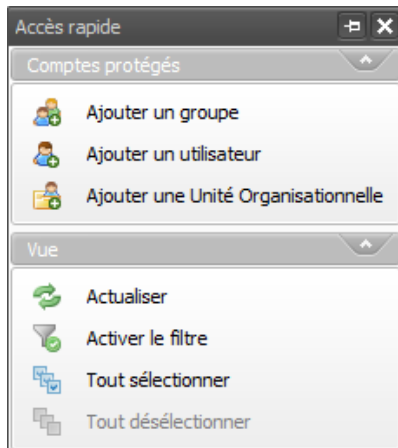 Accès rapide
Comptes protégés
Ajouter un groupe
Ajouter un utilisateur
Ajouter une Unité Organisationnelle
Vue
Actualiser
Activer le filtre
Tout sélectionner
Tout désélectionner